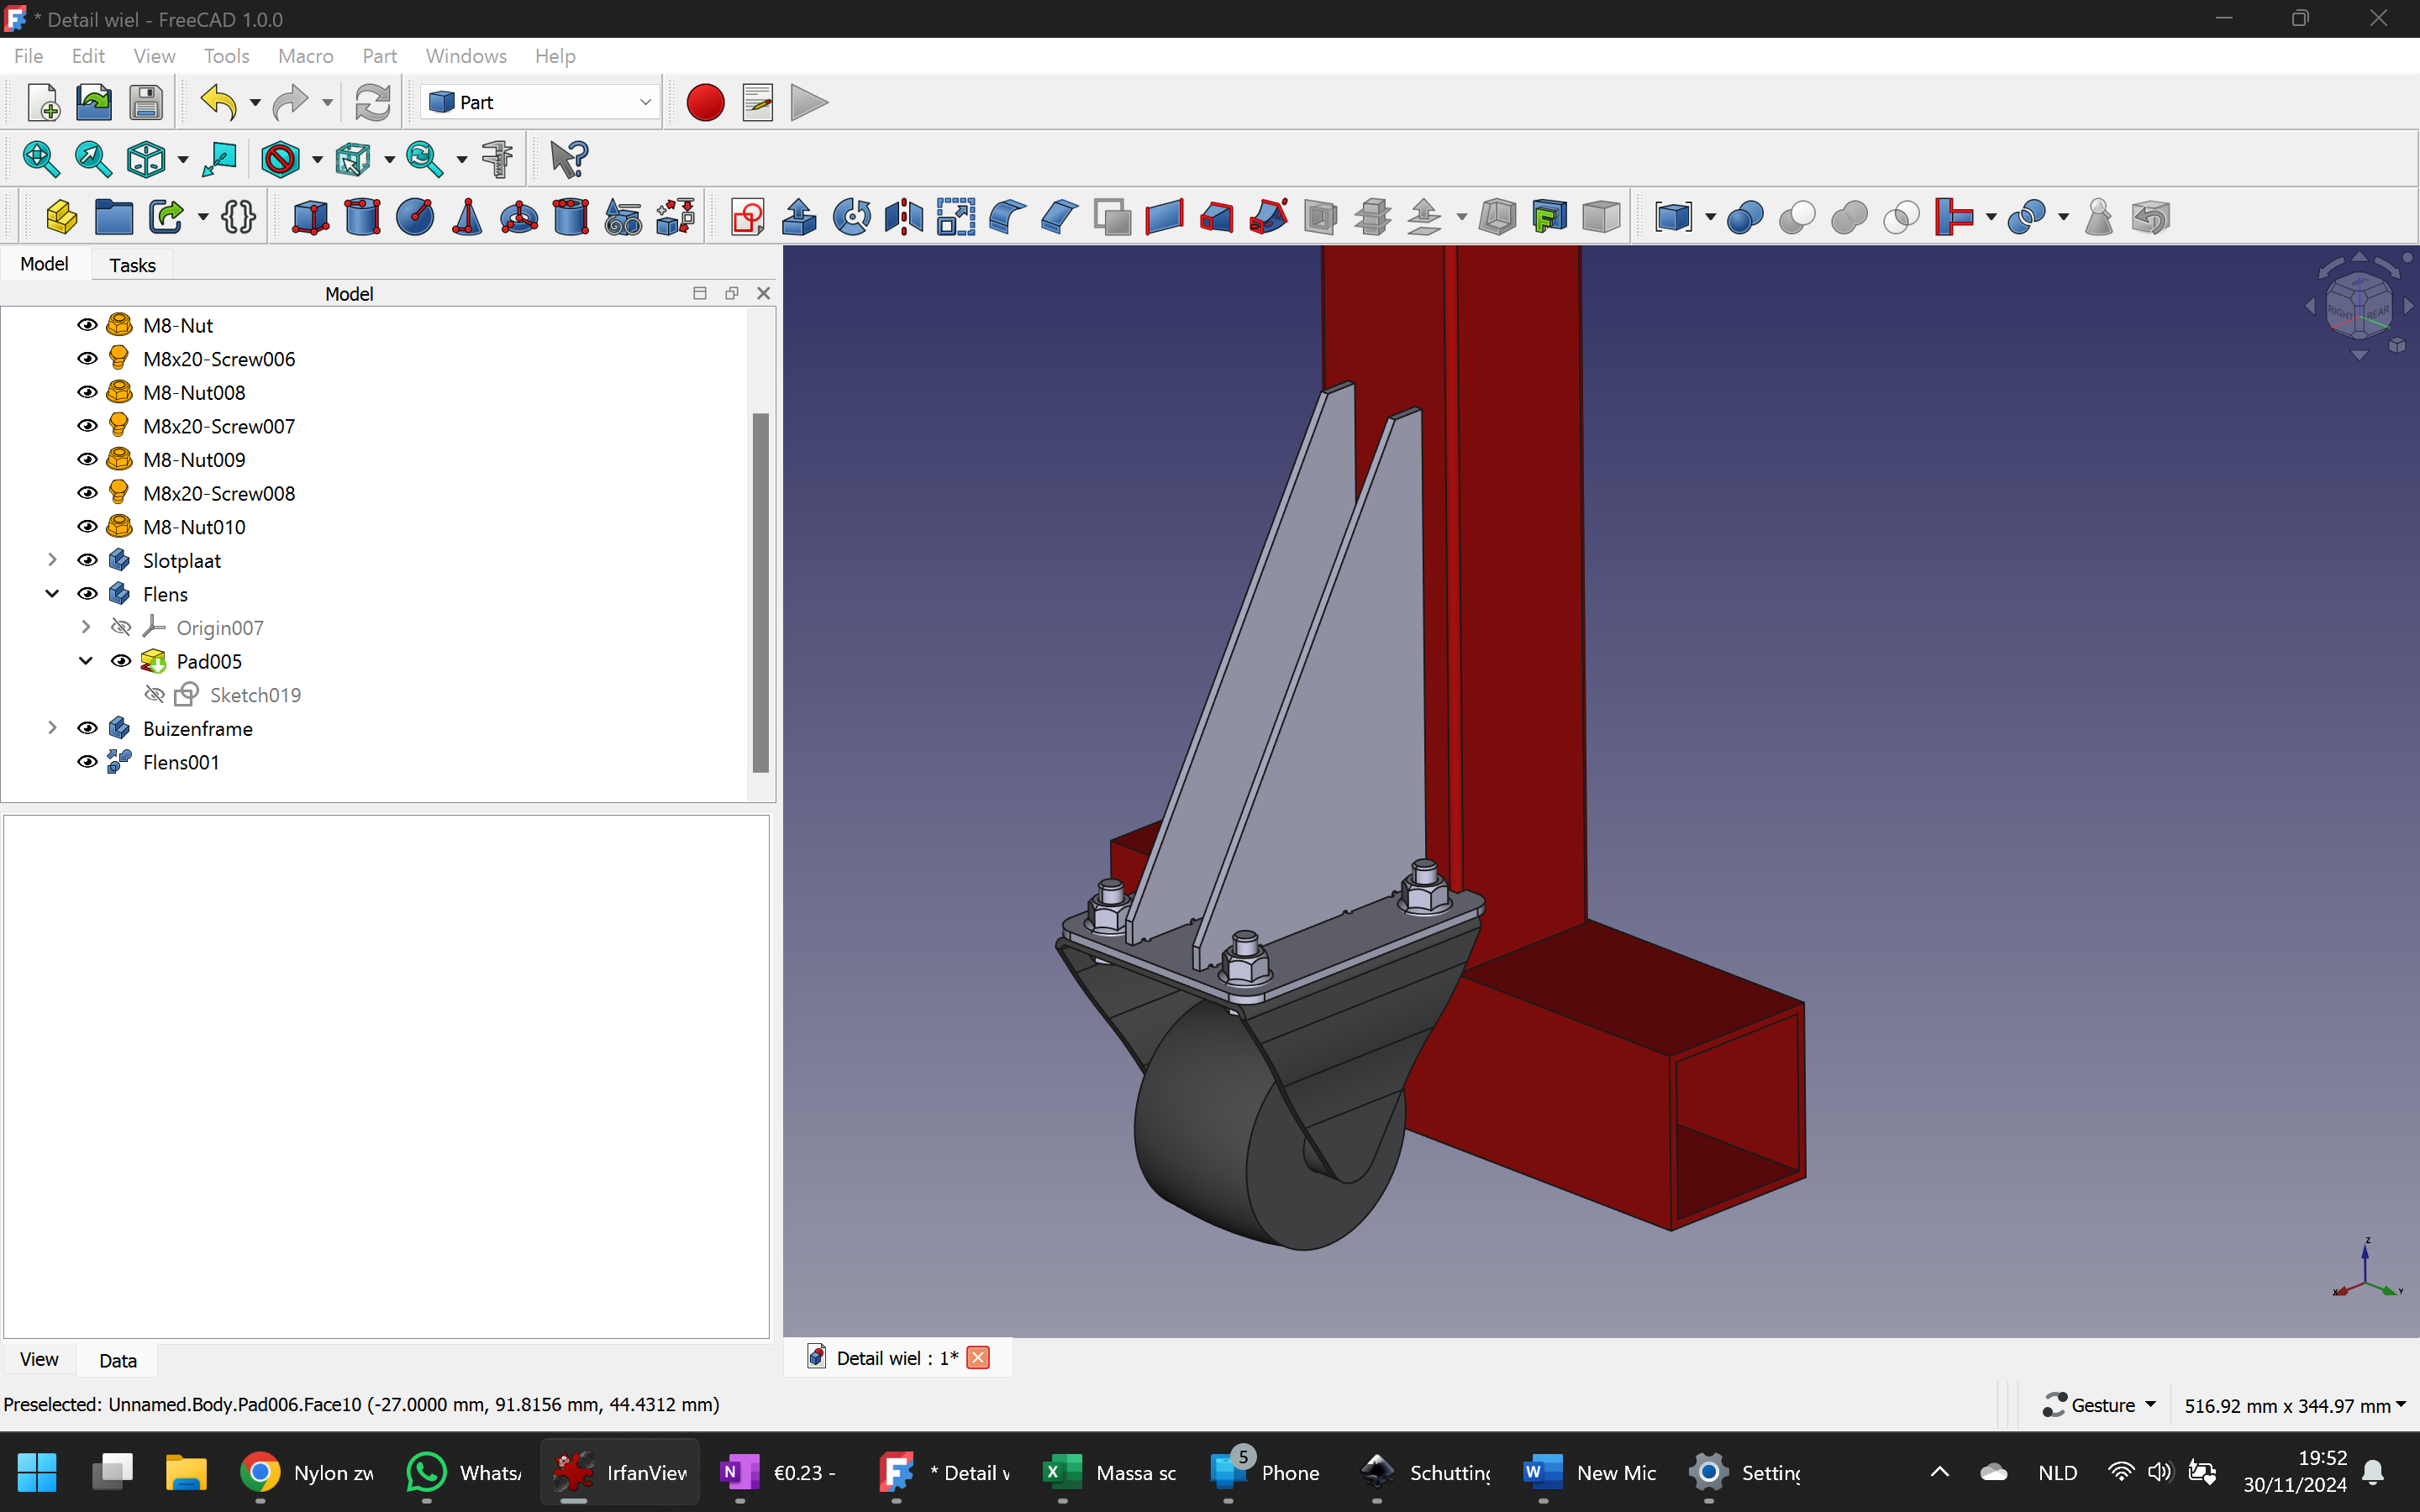 * Detail wiel - FreeCAD 1.0.0
File Edit View Tools Macro Part Windows Help
Part
Model Tasks
Model
M8-Nut
M8x20-Screw006
M8-Nut008
M8x20-Screw007
M8-Nut009
M8x20-Screw008
M8-Nut010
Slotplaat
Flens
Origin007
Pad005
Sketch019
Buizenframe
Flens001
RIGHT REAR
Z
X Y
View Data
Detail wiel : 1*
Preselected: Unnamed.Body.Pad006.Face10 (-27.0000 mm, 91.8156 mm, 44.4312 mm)
Gesture 516.92 mm x 344.97 mm
Nylon zw
Whats
IrfanView
€0.23 -
* Detail
Massa sc
5
Phone
Schutting
New Mic
Setting
NLD
19:52
30/11/2024